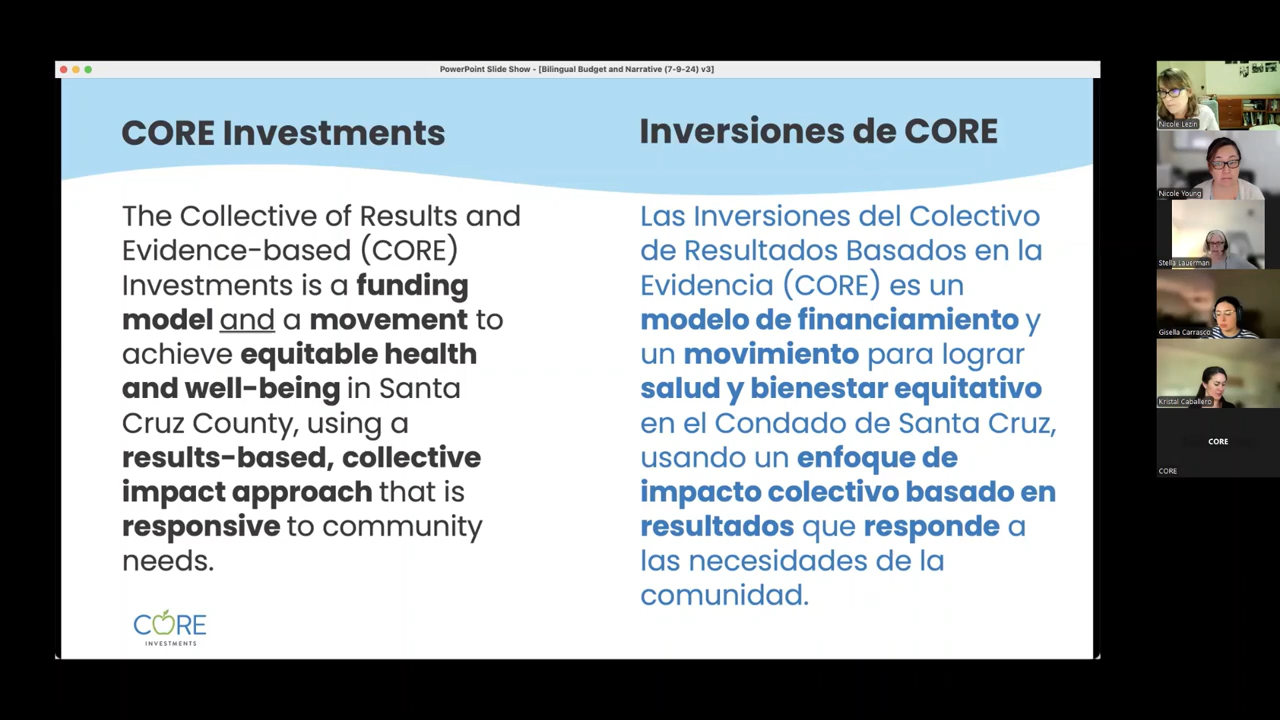 PowerPoint Slide Show - [Bilingual Budget and Narrative (7-9-24) v3]
CORE Investments
The Collective of Results and
Evidence-based (CORE)
Investments is a funding
model and a movement to
achieve equitable health
and well-being in Santa
Cruz County, using a
results-based, collective
impact approach that is
responsive to community
needs.
CORE
INVESTMENTS
Inversiones de CORE
Las Inversiones del Colectivo
de Resultados Basados en la
Evidencia (CORE) es un
modelo de financiamiento y
un movimiento para lograr
salud y bienestar equitativo
en el Condado de Santa Cruz,
usando un enfoque de
impacto colectivo basado en
resultados que responde a
las necesidades de la
comunidad.
Nicole Lezin
Nicole Young
Stella Lauerman
Gisella Carrasco
Kristal Caballero
CORE
CORE